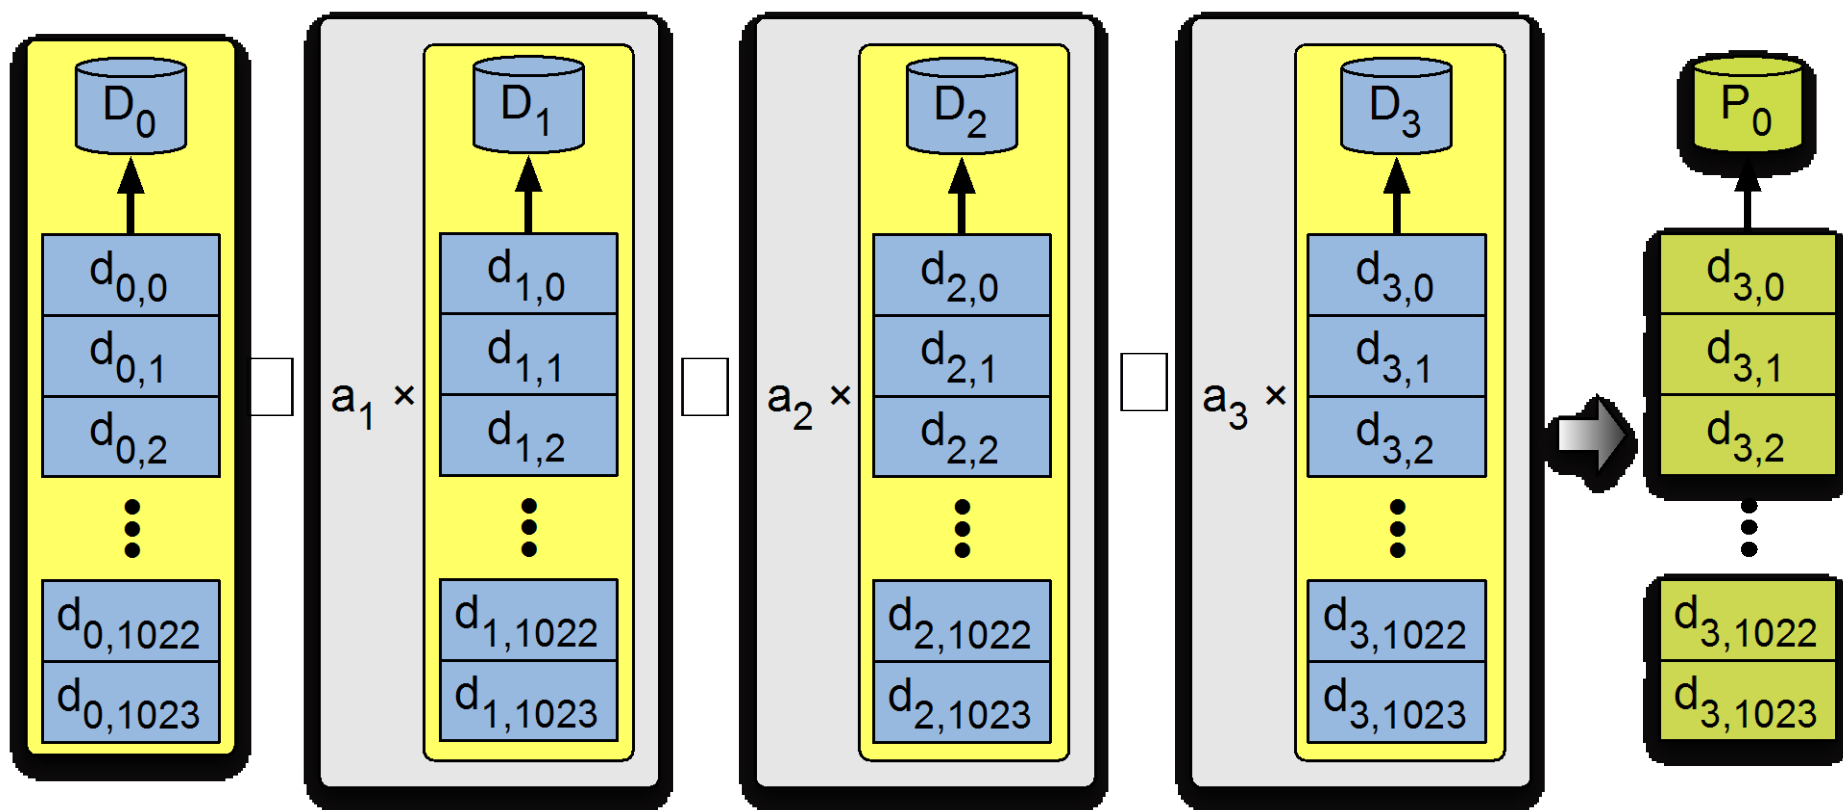 D0 D1 D2 D3 P0
d0,0 d1,0 d2,0 d3,0 d3,0
d0,1 d1,1 d2,1 d3,1 d3,1
a1 × a2 × a3 ×
d0,2 d1,2 d2,2 d3,2 d3,2
d0,1022 d1,1022 d2,1022 d3,1022 d3,1022
d0,1023 d1,1023 d2,1023 d3,1023 d3,1023